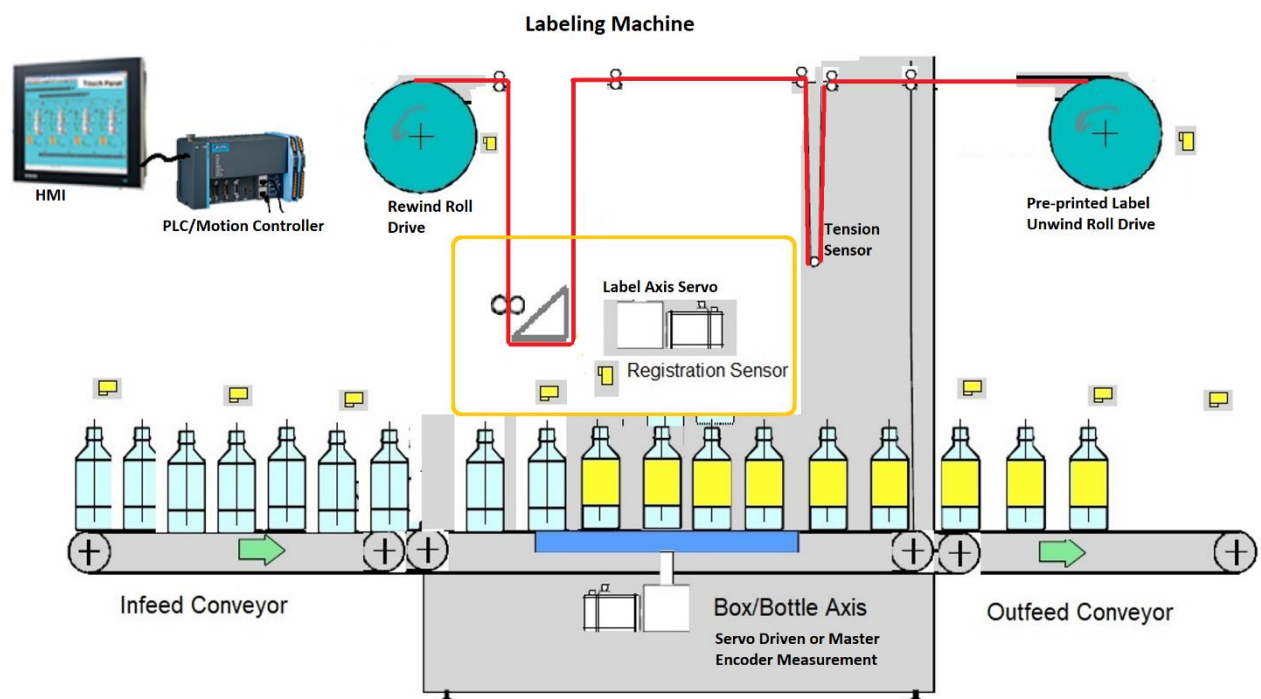 Labeling Machine
Touch Panel
HMI
PLC/Motion Controller
Rewind Roll
Drive
Tension
Sensor
Pre-printed Label
Unwind Roll Drive
Label Axis Servo
Registration Sensor
Infeed Conveyor
Box/Bottle Axis
Servo Driven or Master
Encoder Measurement
Outfeed Conveyor